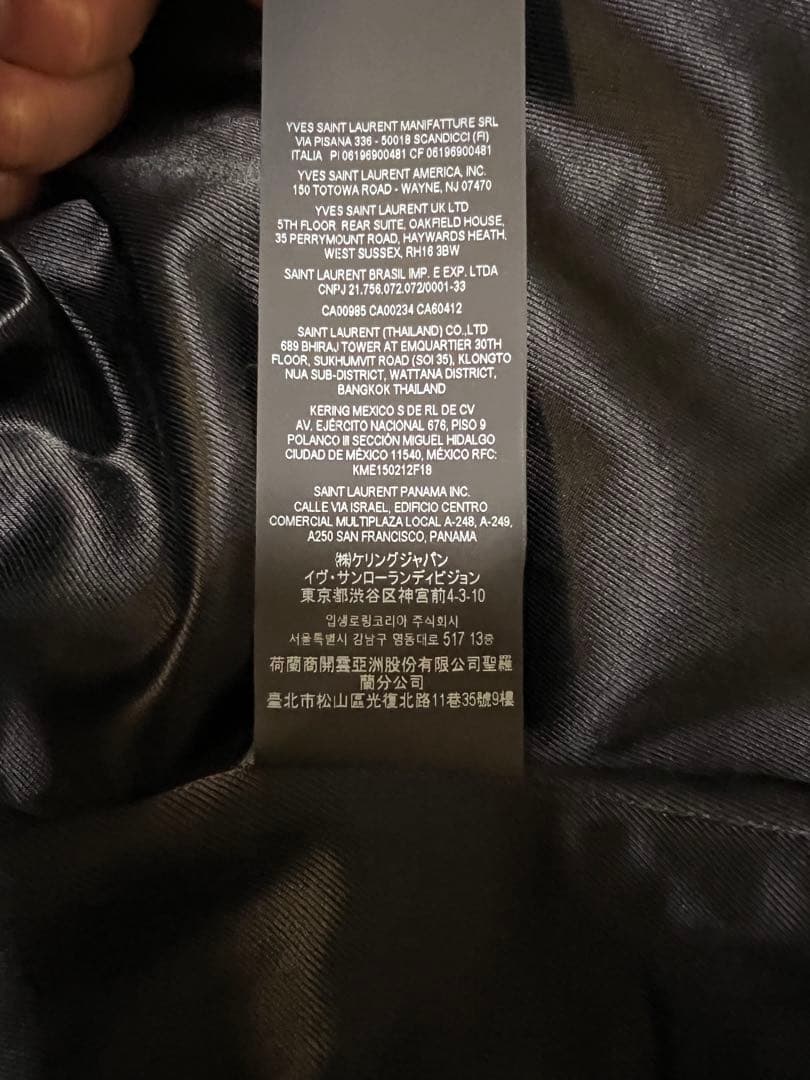 YVES SAINT LAURENT MANIFATTURE SRL
VIA PISANA 336 - 50018 SCANDICCI (FI)
ITALIA PI 06196900481 CF 06196900481
YVES SAINT LAURENT AMERICA, INC.
150 TOTOWA ROAD - WAYNE, NJ 07470
YVES SAINT LAURENT UK LTD
5TH FLOOR REAR SUITE, OAKFIELD HOUSE,
35 PERRYMOUNT ROAD, HAYWARDS HEATH,
WEST SUSSEX, RH16 3BW
SAINT LAURENT BRASIL IMP. E EXP. LTDA
CNPJ 21.756.072.072/0001-33
CA00985 CA00234 CA60412
SAINT LAURENT (THAILAND) CO.,LTD
689 BHIRAJ TOWER AT EMQUARTIER 30TH
FLOOR, SUKHUMVIT ROAD (SOI 35), KLONGTO
NUA SUB-DISTRICT, WATTANA DISTRICT,
BANGKOK THAILAND
KERING MEXICO S DE RL DE CV
AV. EJÉRCITO NACIONAL 676, PISO 9
POLANCO III SECCIÓN MIGUEL HIDALGO
CIUDAD DE MÉXICO 11540, MÉXICO RFC:
KME150212F18
SAINT LAURENT PANAMA INC.
CALLE VIA ISRAEL, EDIFICIO CENTRO
COMERCIAL MULTIPLAZA LOCAL A-248, A-249,
A250 SAN FRANCISCO, PANAMA
㈱ケリングジャパン
イヴ・サンローランディビジョン
東京都渋谷区神宮前4-3-10
입생로랑코리아 주식회사
서울특별시 강남구 영동대로 517 13층
荷蘭商開雲亞洲股份有限公司聖羅
蘭分公司
臺北市松山區光復北路11巷35號9樓